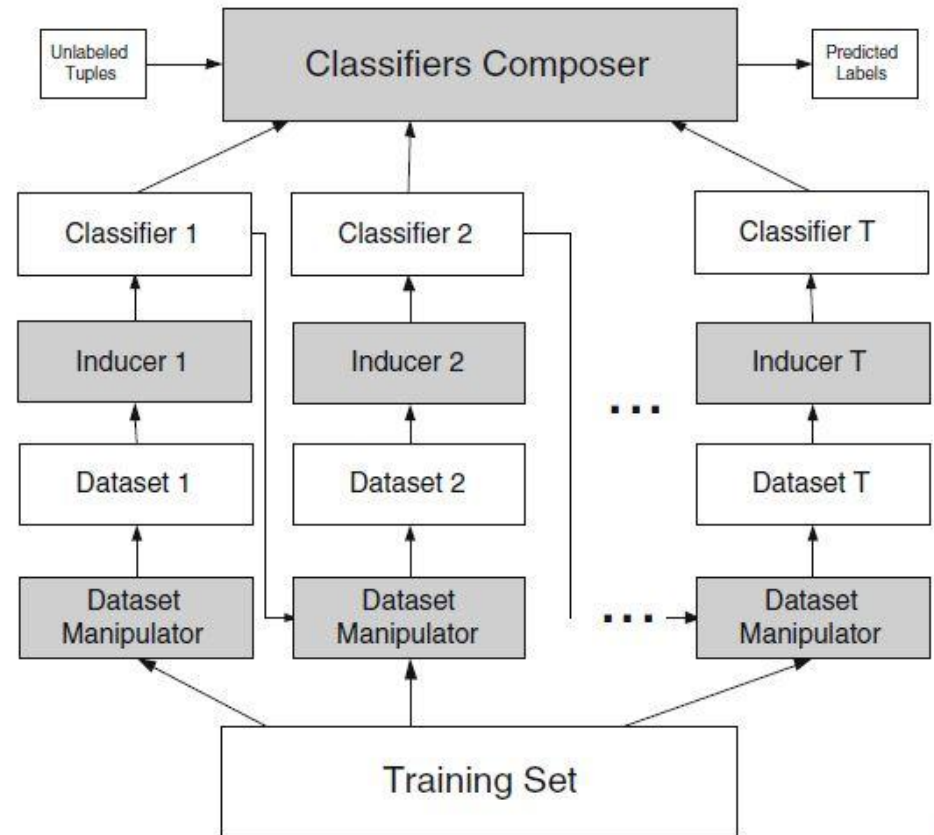 Unlabeled
Tuples
Classifiers Composer
Predicted
Labels
Classifier 1
Classifier 2
Classifier T
Inducer 1
Inducer 2
Inducer T
...
Dataset 1
Dataset 2
Dataset T
Dataset
Manipulator
Dataset
Manipulator
...
Dataset
Manipulator
Training Set